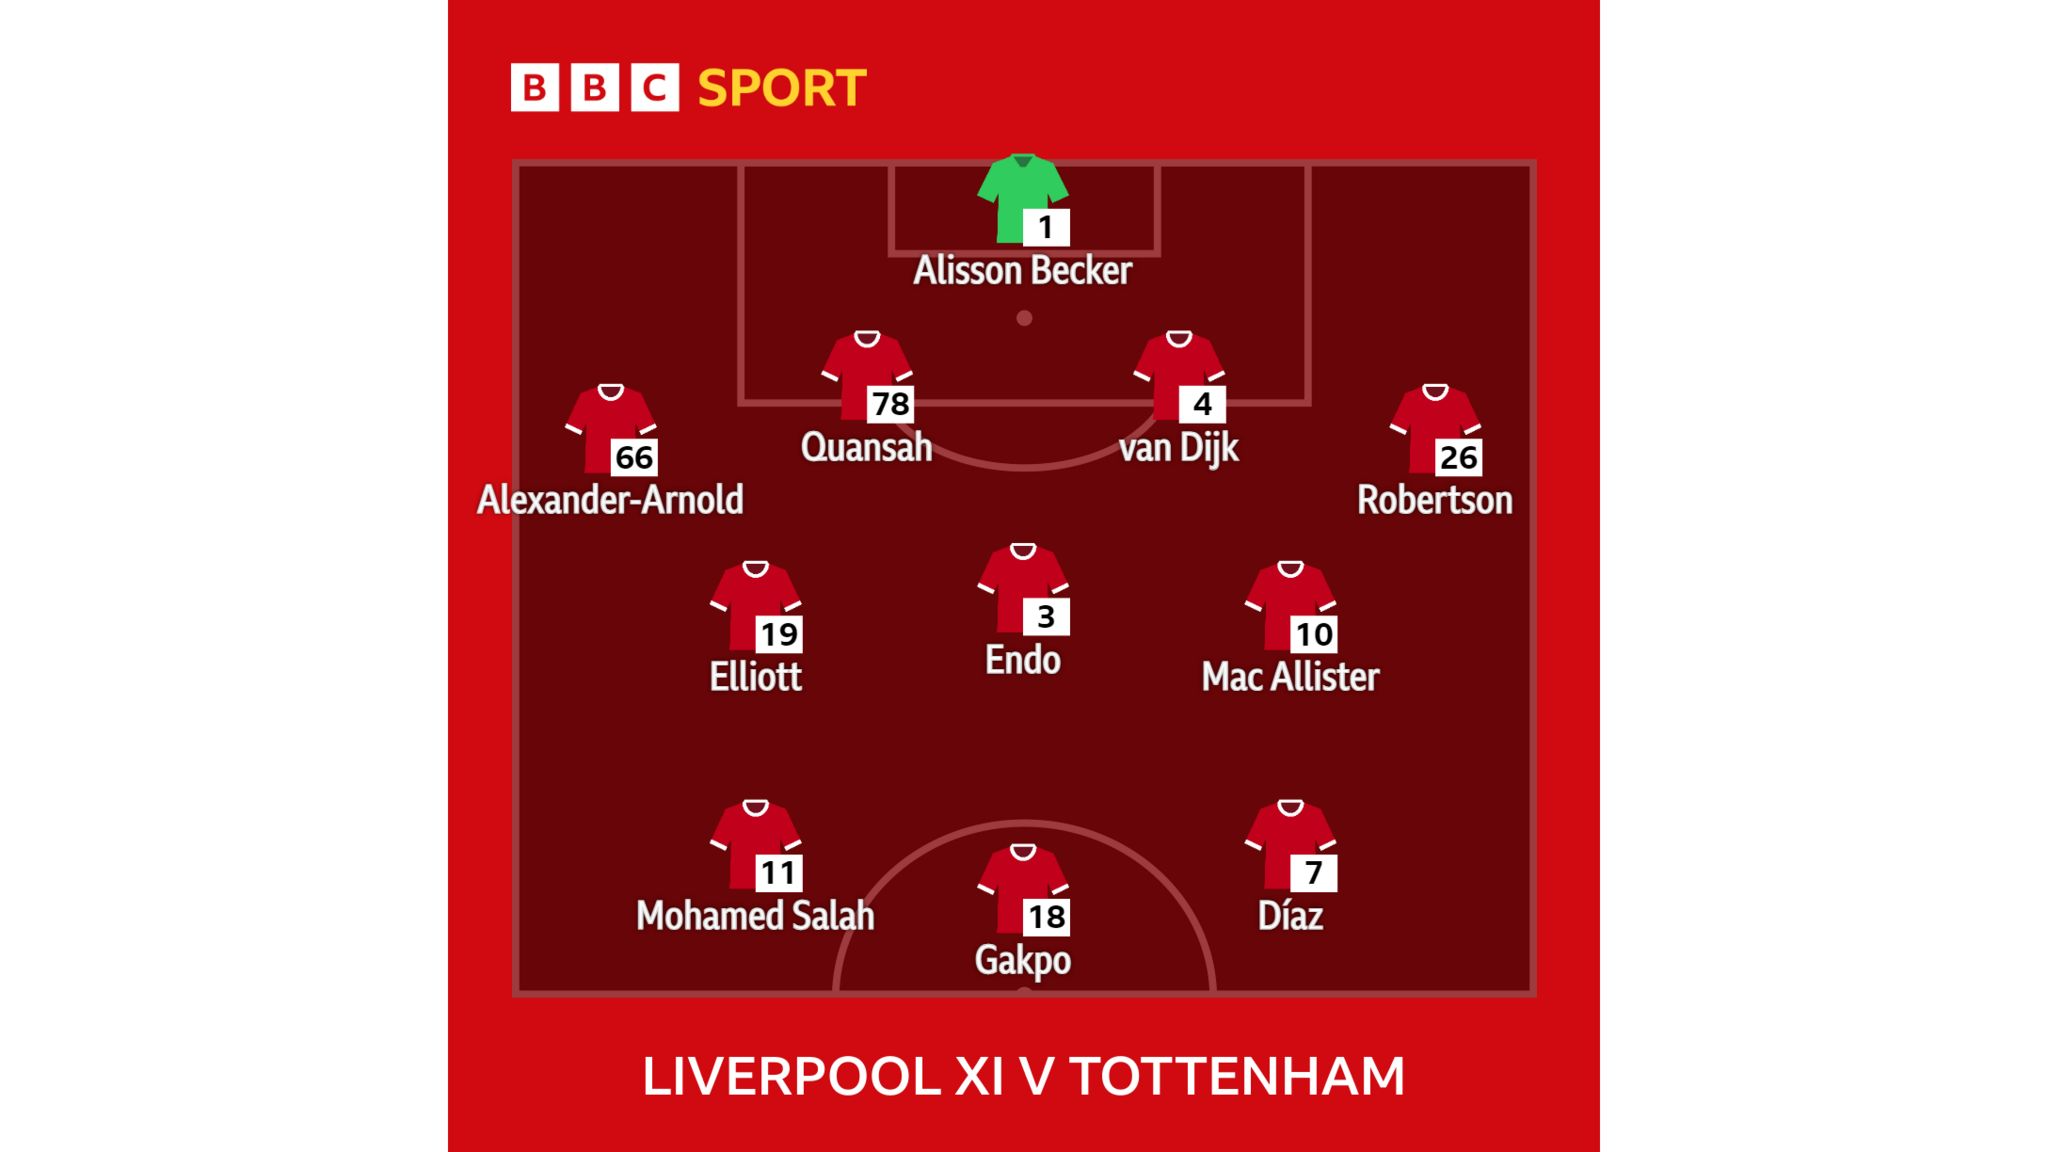 BBC SPORT
1
Alisson Becker
78
Quansah
4
van Dijk
66
Alexander-Arnold
26
Robertson
19
Elliott
3
Endo
10
Mac Allister
11
Mohamed Salah
18
Gakpo
7
Díaz
LIVERPOOL XI V TOTTENHAM